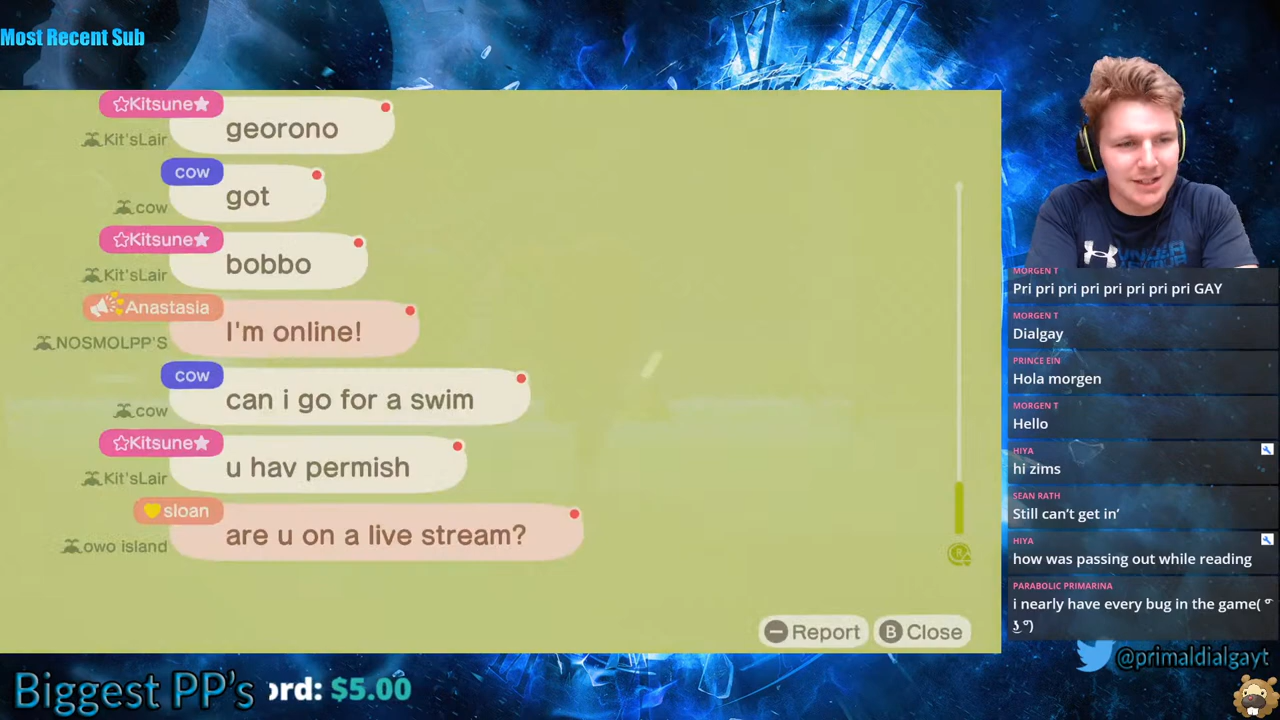 Most Recent Sub
☆Kitsune★
georono
Kit'sLair
cow
got
cow
☆Kitsune★
bobbo
Kit'sLair
Anastasia
I'm online!
NOSMOLPP'S
cow
can i go for a swim
cow
☆Kitsune★
u hav permish
Kit'sLair
sloan
are u on a live stream?
owo island
R
Report
B Close
UNDER
MORGEN T
Pri pri pri pri pri pri pri pri GAY
MORGEN T
Dialgay
PRINCE EIN
Hola morgen
MORGEN T
Hello
HIYA
hi zims
SEAN RATH
Still can’t get in’
HIYA
how was passing out while reading
PARABOLIC PRIMARINA
i nearly have every bug in the game( ͡°
͜ʖ ͡°)
@primaldialgayt
Biggest PP's
ord: $5.00